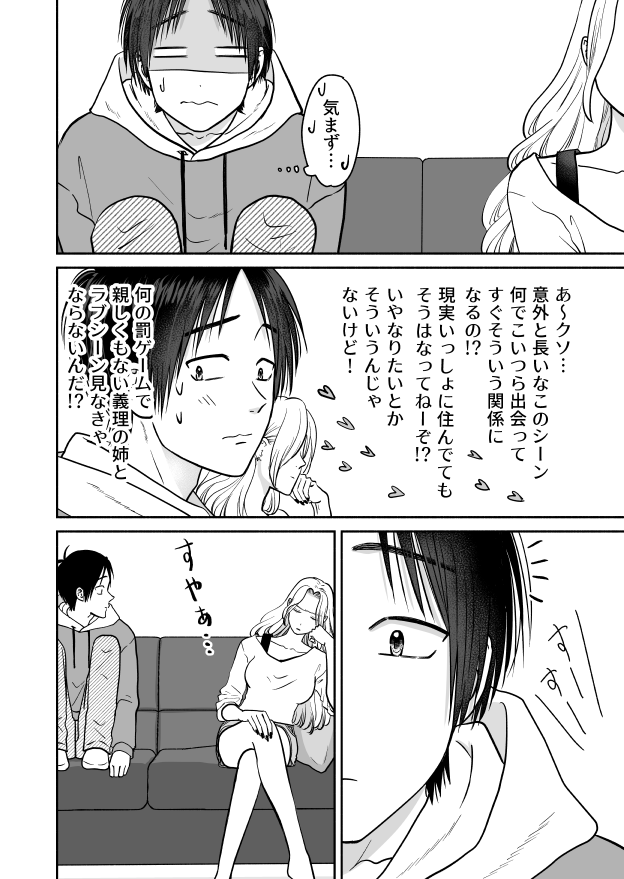 気まず…
あ〜クソ…
意外と長いなこのシーン
何でこいつら出会って
すぐそういう関係に
なるの!?
現実いっしょに住んでても
そうはなってねーぞ!?
いやなりたいとか
そういうんじゃ
ないけど！
何の罰ゲームで
親しくもない義理の姉と
ラブシーン見なきゃ
ならないんだ!?
すー
すー
すやぁ…